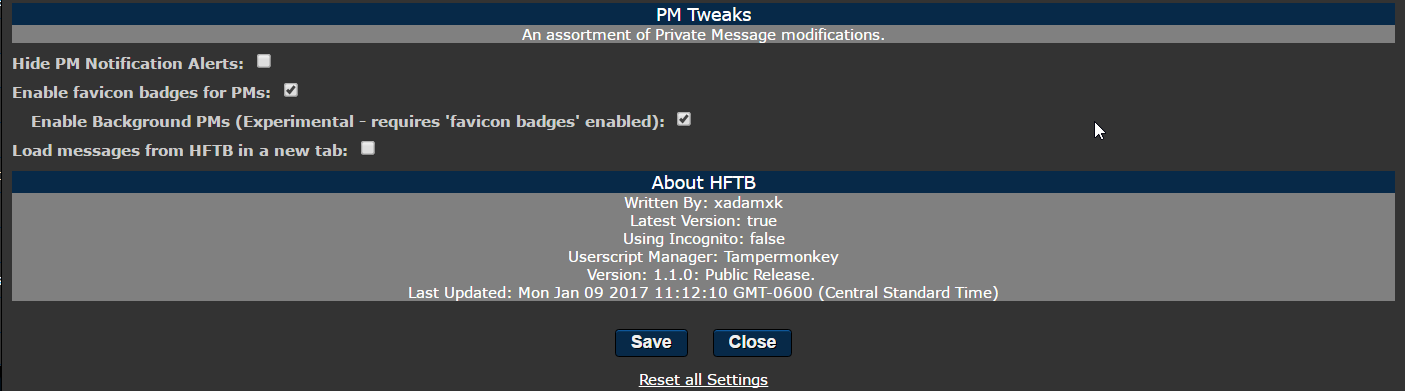 PM Tweaks
An assortment of Private Message modifications.
Hide PM Notification Alerts:
Enable favicon badges for PMs:
Enable Background PMs (Experimental - requires 'favicon badges' enabled):
Load messages from HFTB in a new tab:
About HFTB
Written By: xadamxk
Latest Version: true
Using Incognito: false
Userscript Manager: Tampermonkey
Version: 1.1.0: Public Release.
Last Updated: Mon Jan 09 2017 11:12:10 GMT-0600 (Central Standard Time)
Save Close
Reset all Settings